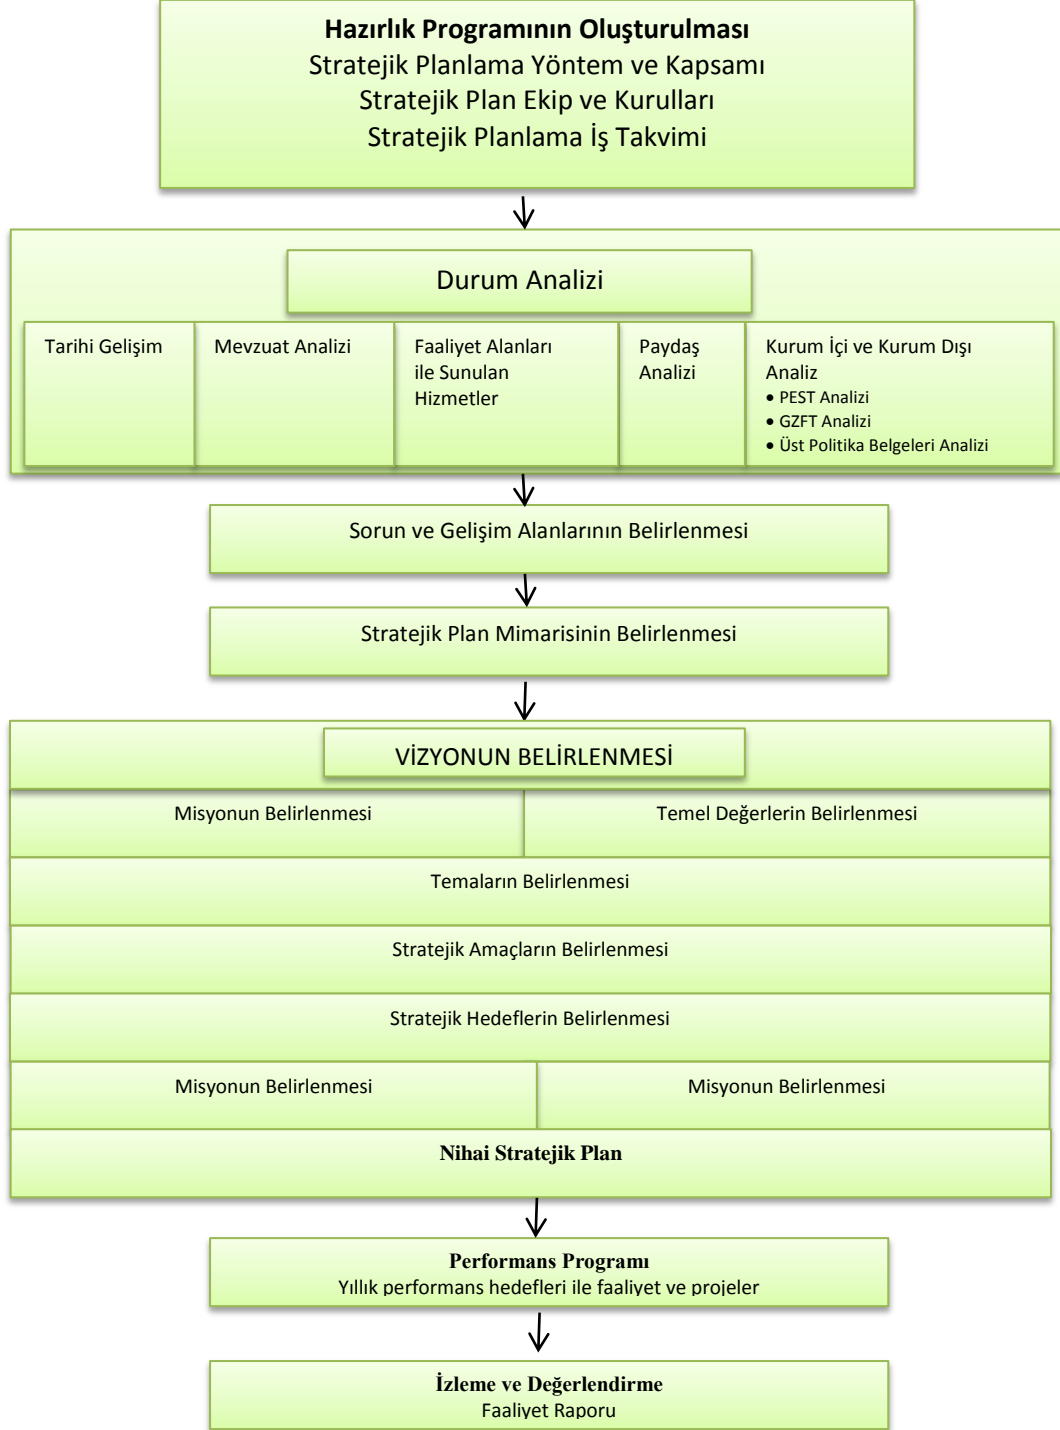 Hazırlık Programının Oluşturulması
Stratejik Planlama Yöntem ve Kapsamı
Stratejik Plan Ekip ve Kurulları
Stratejik Planlama İş Takvimi
Durum Analizi
Tarihi Gelişim
Mevzuat Analizi
Faaliyet Alanları
ile Sunulan
Hizmetler
Paydaş
Analizi
Kurum İçi ve Kurum Dışı
Analiz
• PEST Analizi
• GZFT Analizi
• Üst Politika Belgeleri Analizi
Sorun ve Gelişim Alanlarının Belirlenmesi
Stratejik Plan Mimarisinin Belirlenmesi
VİZYONUN BELİRLENMESİ
Misyonun Belirlenmesi
Temel Değerlerin Belirlenmesi
Temaların Belirlenmesi
Stratejik Amaçların Belirlenmesi
Stratejik Hedeflerin Belirlenmesi
Misyonun Belirlenmesi
Misyonun Belirlenmesi
Nihai Stratejik Plan
Performans Programı
Yıllık performans hedefleri ile faaliyet ve projeler
İzleme ve Değerlendirme
Faaliyet Raporu